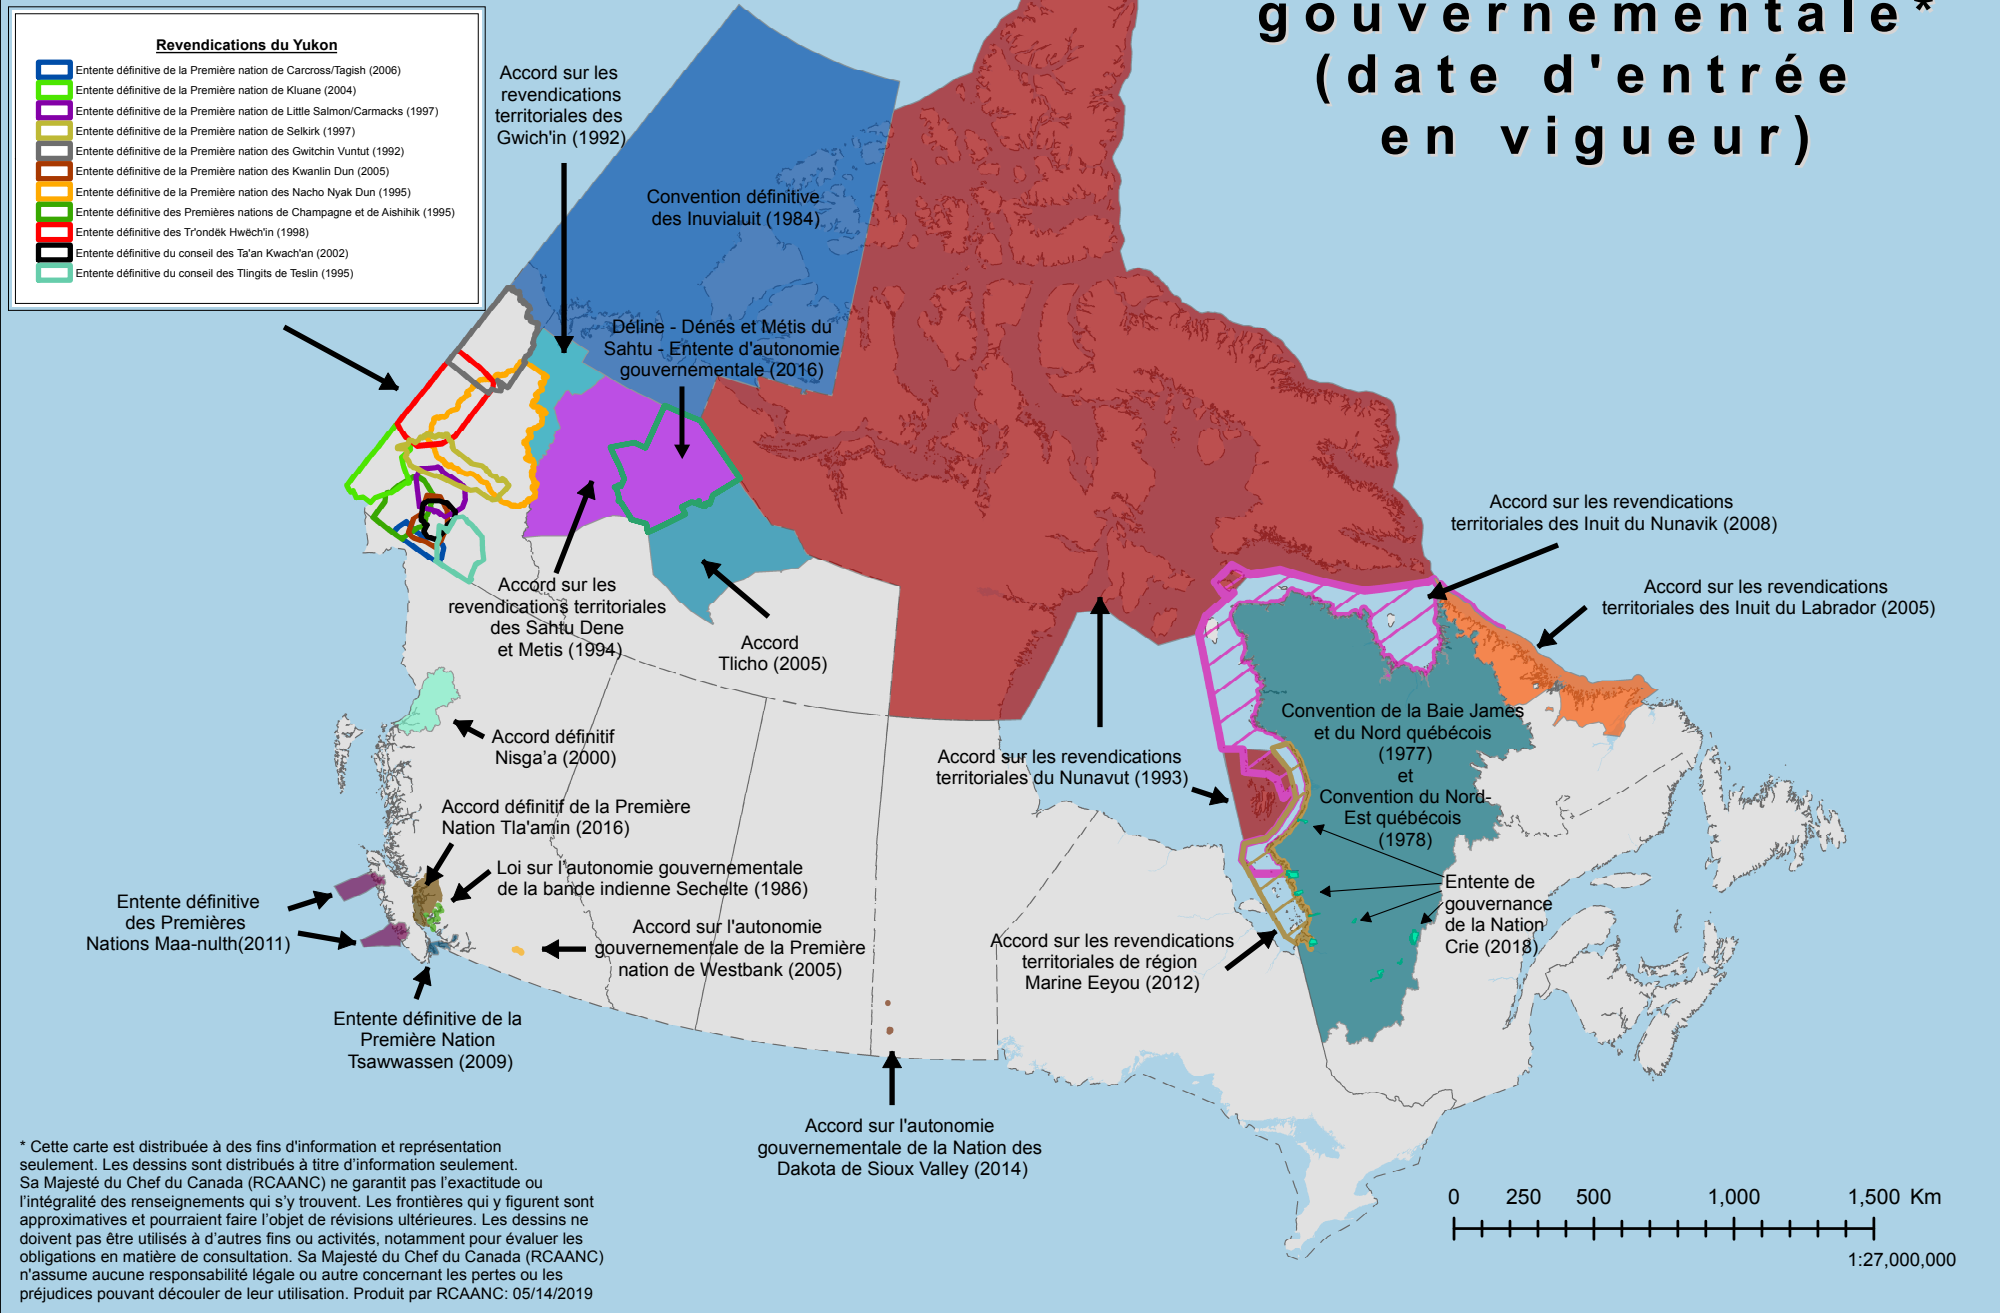 gouvernementale*
(date d'entrée
en vigueur)
Revendications du Yukon
Entente définitive de la Première nation de Carcross/Tagish (2006)
Entente définitive de la Première nation de Kluane (2004)
Entente définitive de la Première nation de Little Salmon/Carmacks (1997)
Entente définitive de la Première nation de Selkirk (1997)
Entente définitive de la Première nation des Gwitchin Vuntut (1992)
Entente définitive de la Première nation des Kwanlin Dun (2005)
Entente définitive de la Première nation des Nacho Nyak Dun (1995)
Entente définitive des Premières nations de Champagne et de Aishihik (1995)
Entente définitive des Tr'ondëk Hwëch'in (1998)
Entente définitive du conseil des Ta'an Kwach'an (2002)
Entente définitive du conseil des Tlingits de Teslin (1995)
Accord sur les
revendications
territoriales des
Gwich'in (1992)
Convention définitive
des Inuvialuit (1984)
Déline - Dénés et Métis du
Sahtu - Entente d'autonomie
gouvernementale (2016)
Accord sur les revendications
territoriales des Inuit du Nunavik (2008)
Accord sur les revendications
territoriales des Inuit du Labrador (2005)
Accord sur les
revendications territoriales
des Sahtu Dene
et Metis (1994)
Accord
Tlicho (2005)
Accord définitif
Nisga’a (2000)
Accord sur les revendications
territoriales du Nunavut (1993)
Convention de la Baie James
et du Nord québécois
(1977)
et
Convention du Nord-
Est québécois
(1978)
Accord définitif de la Première
Nation Tla'amin (2016)
Loi sur l'autonomie gouvernementale
de la bande indienne Sechelte (1986)
Entente définitive
des Premières
Nations Maa-nulth(2011)
Accord sur l'autonomie
gouvernementale de la Première
nation de Westbank (2005)
Entente de
gouvernance
de la Nation
Crie (2018)
Accord sur les revendications
territoriales de région
Marine Eeyou (2012)
Entente définitive de la
Première Nation
Tsawwassen (2009)
Accord sur l'autonomie
gouvernementale de la Nation des
Dakota de Sioux Valley (2014)
* Cette carte est distribuée à des fins d'information et représentation
seulement. Les dessins sont distribués à titre d’information seulement.
Sa Majesté du Chef du Canada (RCAANC) ne garantit pas l’exactitude ou
l’intégralité des renseignements qui s’y trouvent. Les frontières qui y figurent sont
approximatives et pourraient faire l’objet de révisions ultérieures. Les dessins ne
doivent pas être utilisés à d’autres fins ou activités, notamment pour évaluer les
obligations en matière de consultation. Sa Majesté du Chef du Canada (RCAANC)
n'assume aucune responsabilité légale ou autre concernant les pertes ou les
préjudices pouvant découler de leur utilisation. Produit par RCAANC: 05/14/2019
0 250 500 1,000 1,500 Km
1:27,000,000